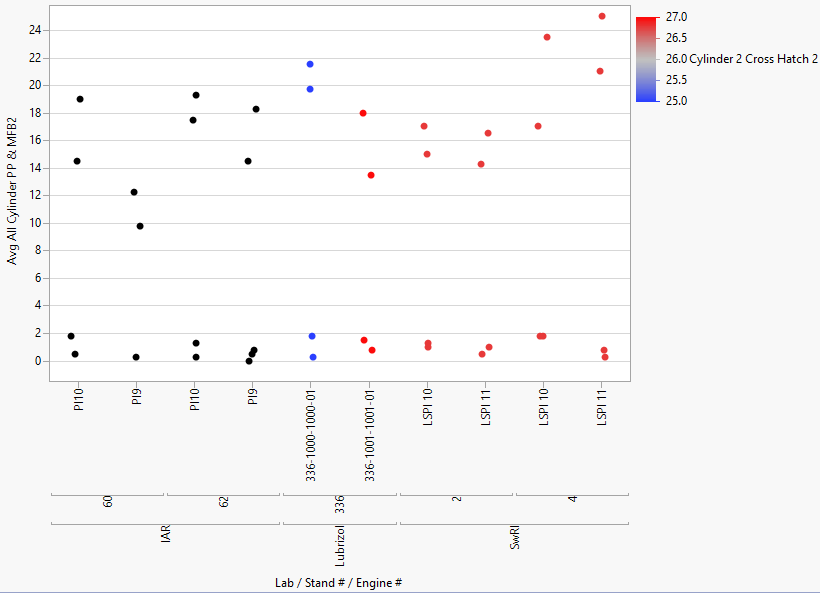 Avg All Cylinder PP & MFB2
24
22
20
18
16
14
12
10
8
6
4
2
0
27.0
26.5
26.0
25.5
25.0
Cylinder 2 Cross Hatch 2
PI10
PI9
PI10
PI9
336-1000-1000-01
336-1001-1001-01
LSPI 10
LSPI 11
LSPI 10
LSPI 11
60
62
336
2
4
IAR
Lubrizol
SwRI
Lab / Stand # / Engine #